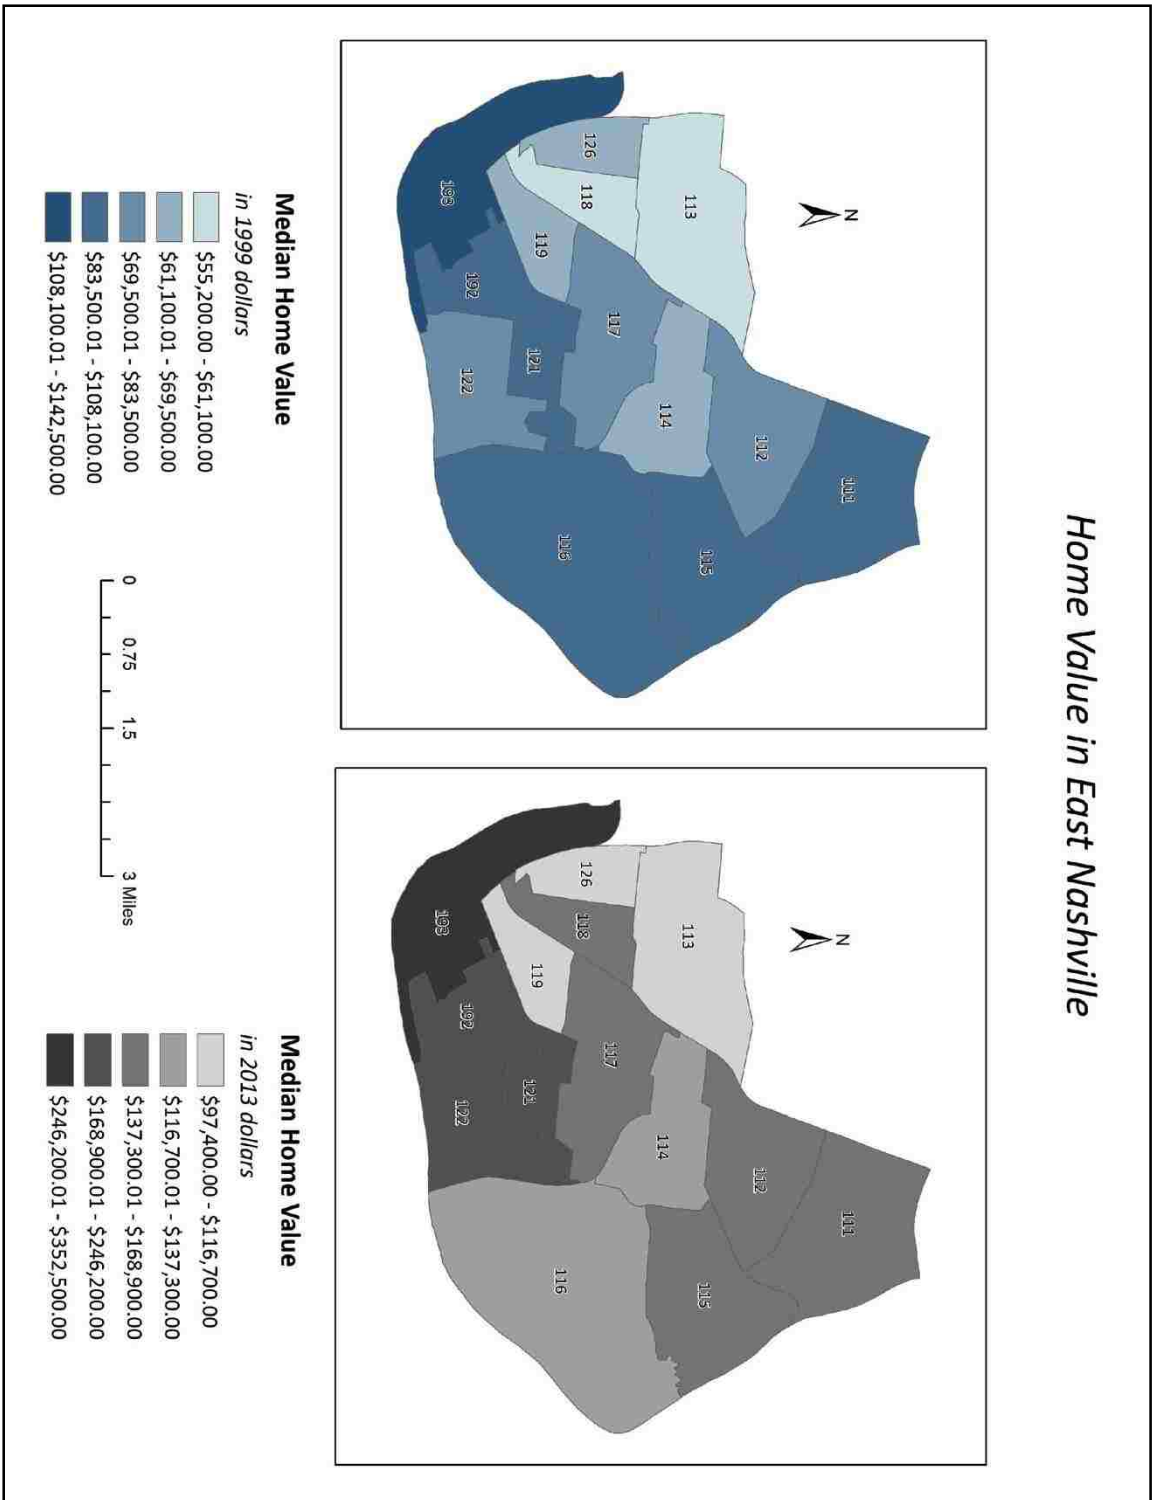 Home Value in East Nashville
N
111
112
113
114
115
126
118
117
119
121
116
193
192
122
N
111
112
113
114
115
126
118
117
119
121
116
193
192
122
Median Home Value
in 1999 dollars
$55,200.00 - $61,100.00
$61,100.01 - $69,500.00
$69,500.01 - $83,500.00
$83,500.01 - $108,100.00
$108,100.01 - $142,500.00
0 0.75 1.5 3 Miles
Median Home Value
in 2013 dollars
$97,400.00 - $116,700.00
$116,700.01 - $137,300.00
$137,300.01 - $168,900.00
$168,900.01 - $246,200.00
$246,200.01 - $352,500.00